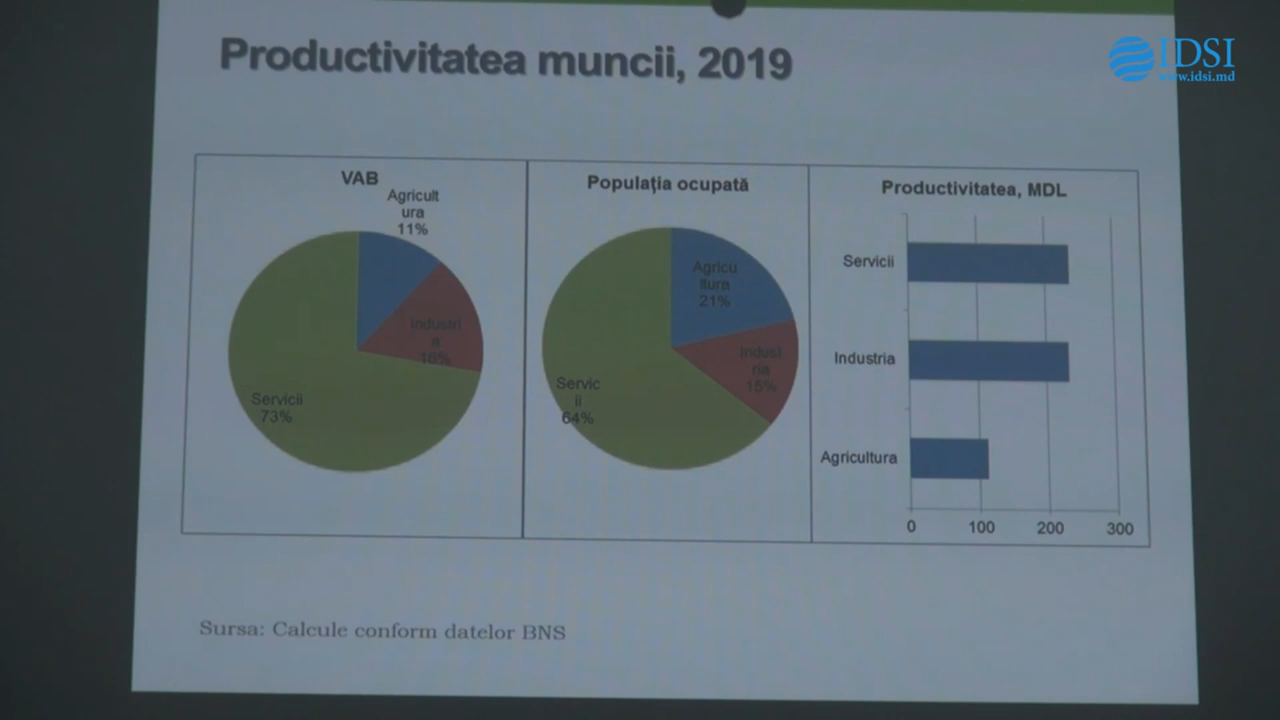 Productivitatea muncii, 2019
IDSI
www.idsi.md
VAB
Agricult
ura
11%
Industri
a
16%
Servicii
73%
Populația ocupată
Agricu
ltura
21%
Indust
ria
15%
Servic
ii
64%
Productivitatea, MDL
Servicii
Industria
Agricultura
0 100 200 300
Sursa: Calcule conform datelor BNS